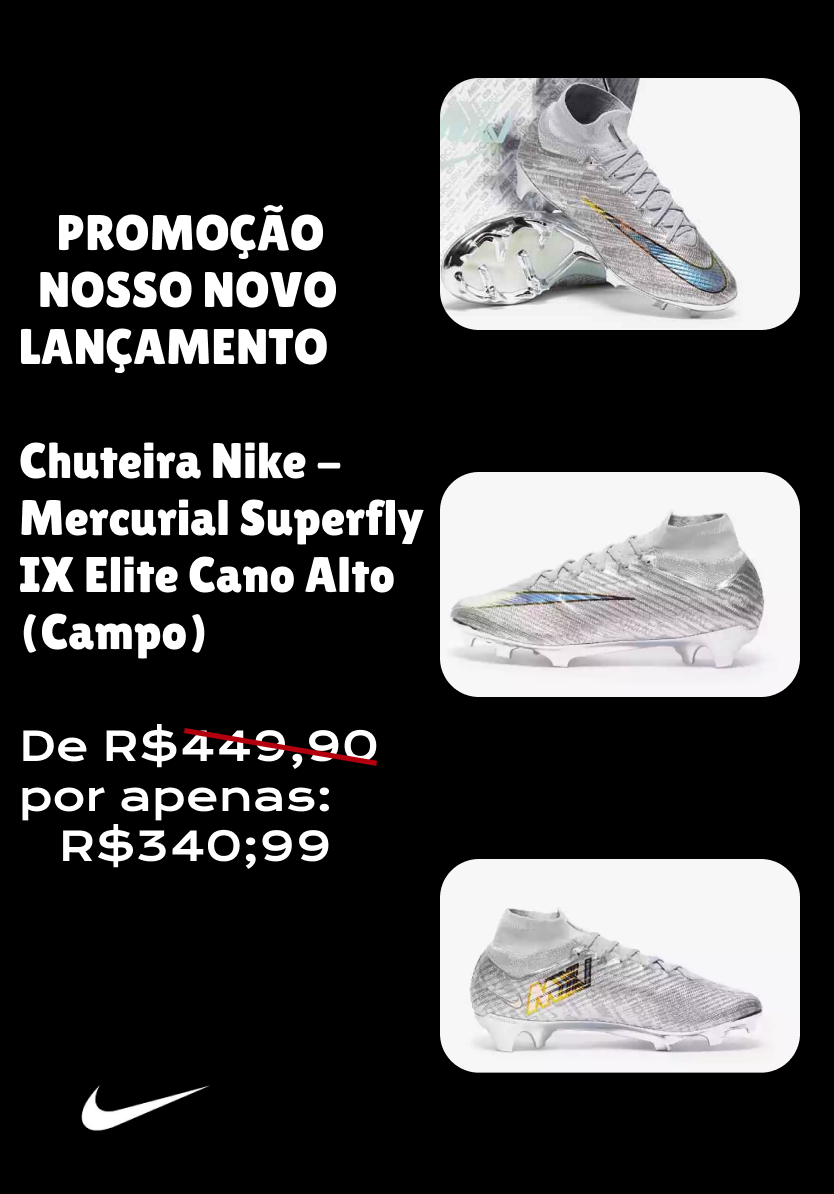 PROMOÇÃO
NOSSO NOVO
LANÇAMENTO
Chuteira Nike –
Mercurial Superfly
IX Elite Cano Alto
(Campo)
De R$449,90
por apenas:
R$340;99